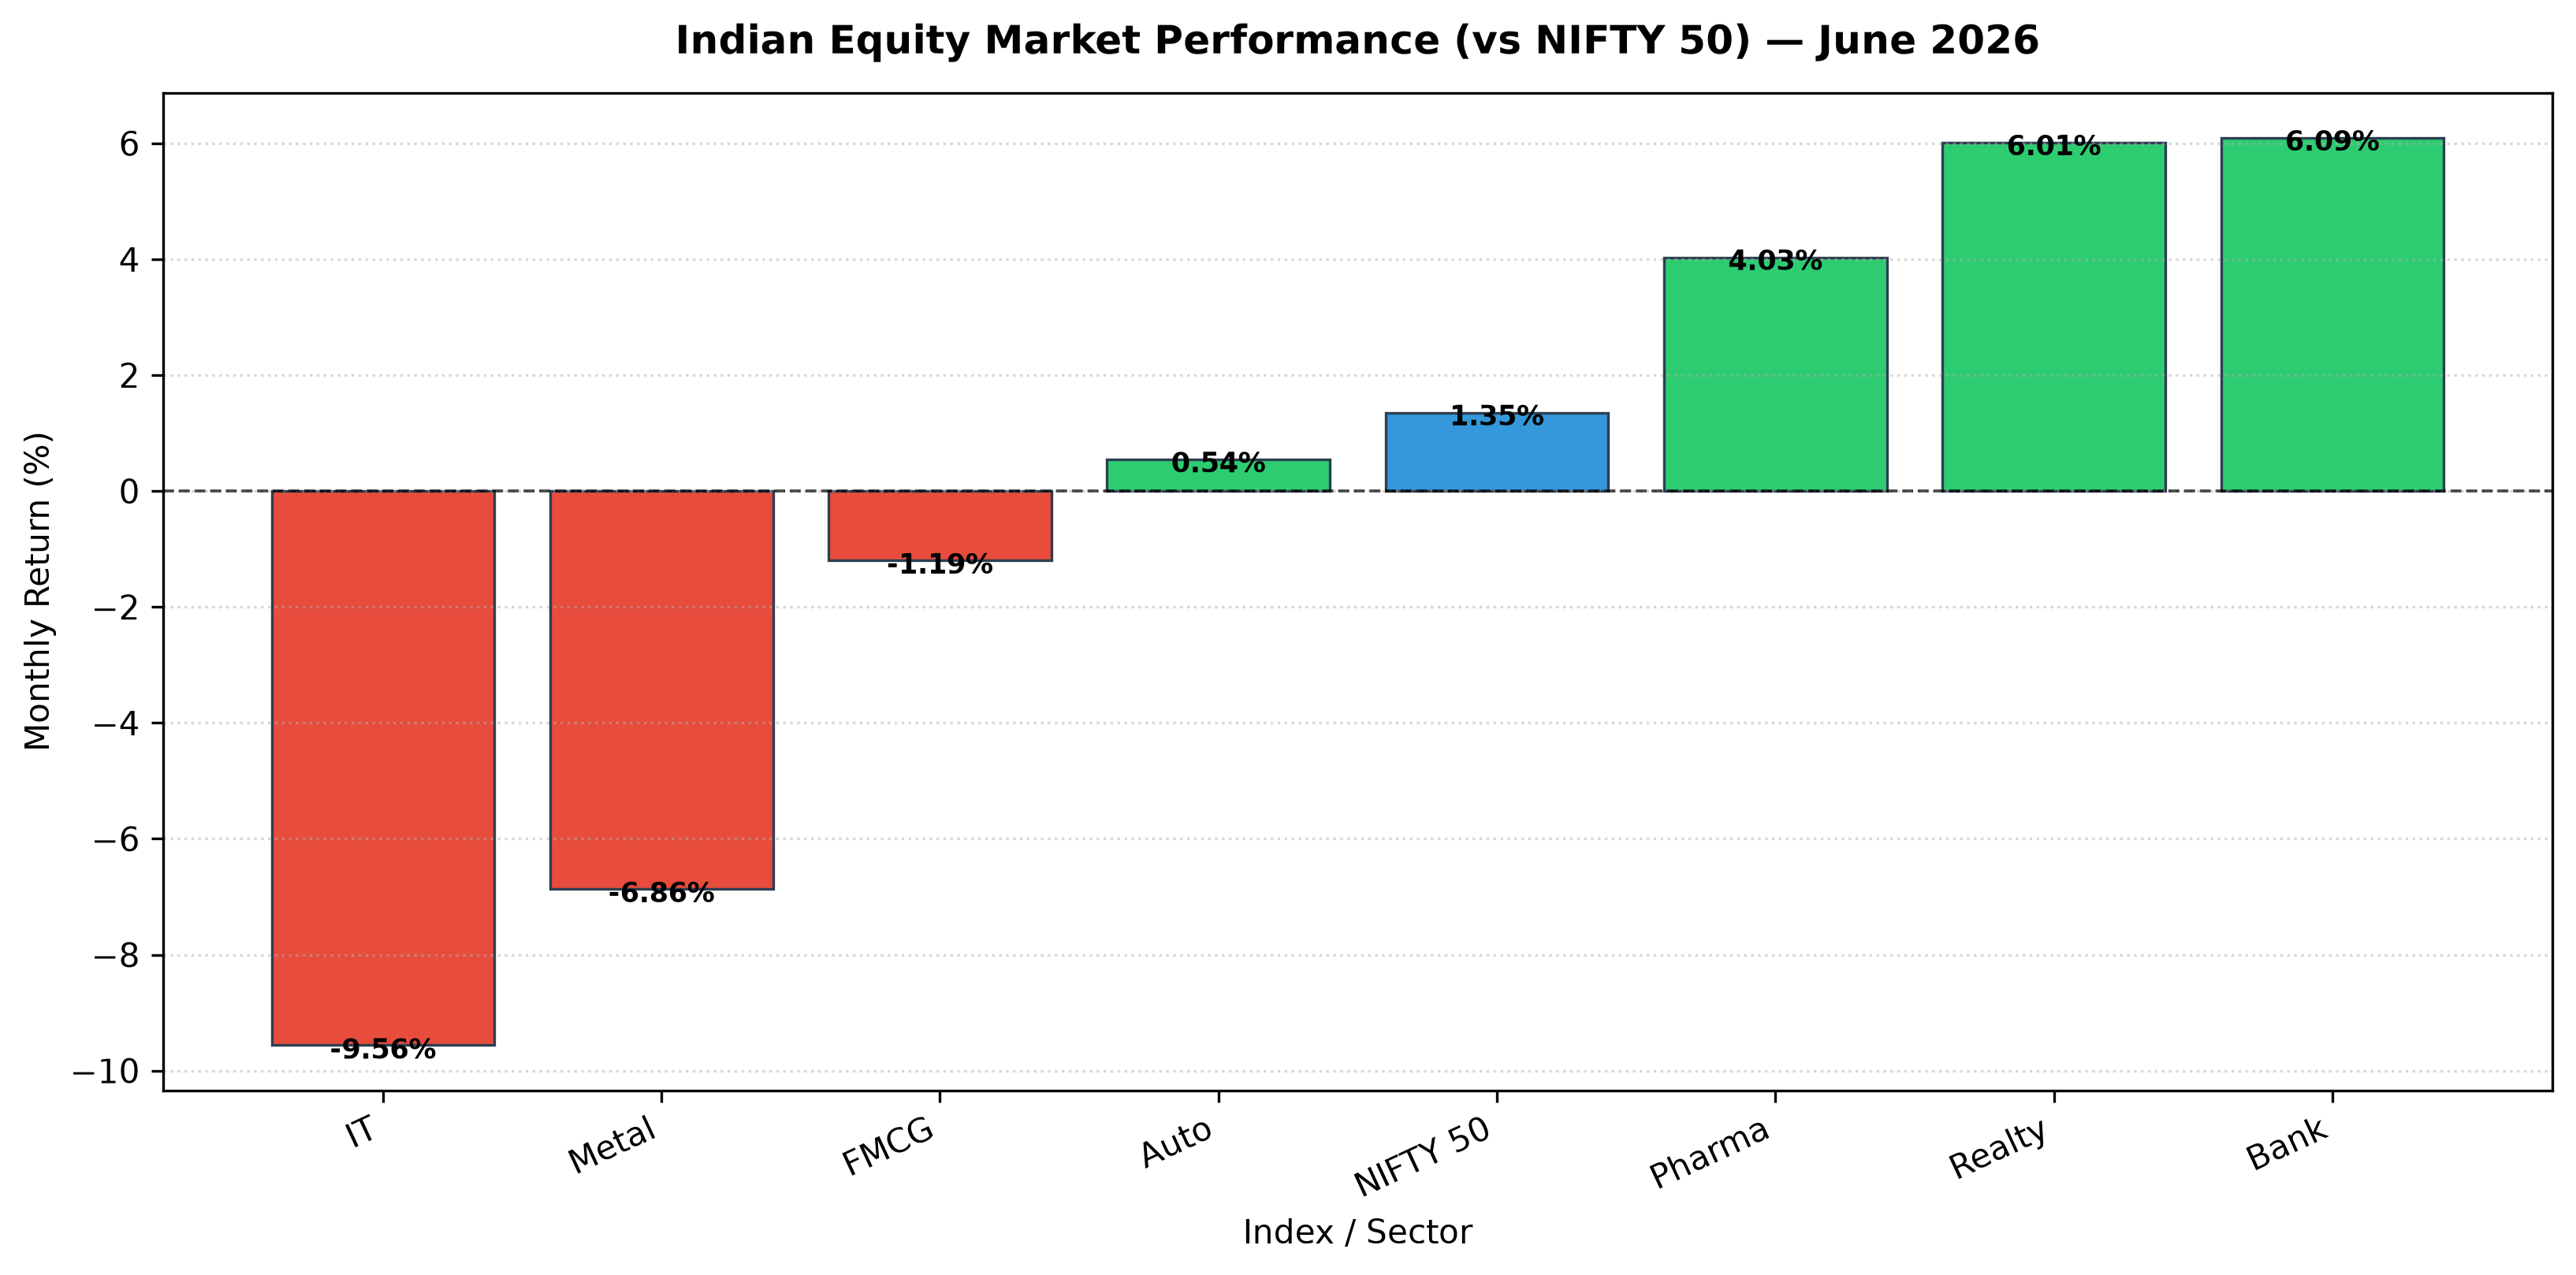 Indian Equity Market Performance (vs NIFTY 50) — June 2026
Monthly Return (%)
6
4
2
0
−2
−4
−6
−8
−10
-9.56%
-6.86%
-1.19%
0.54%
1.35%
4.03%
6.01%
6.09%
IT
Metal
FMCG
Auto
NIFTY 50
Pharma
Realty
Bank
Index / Sector